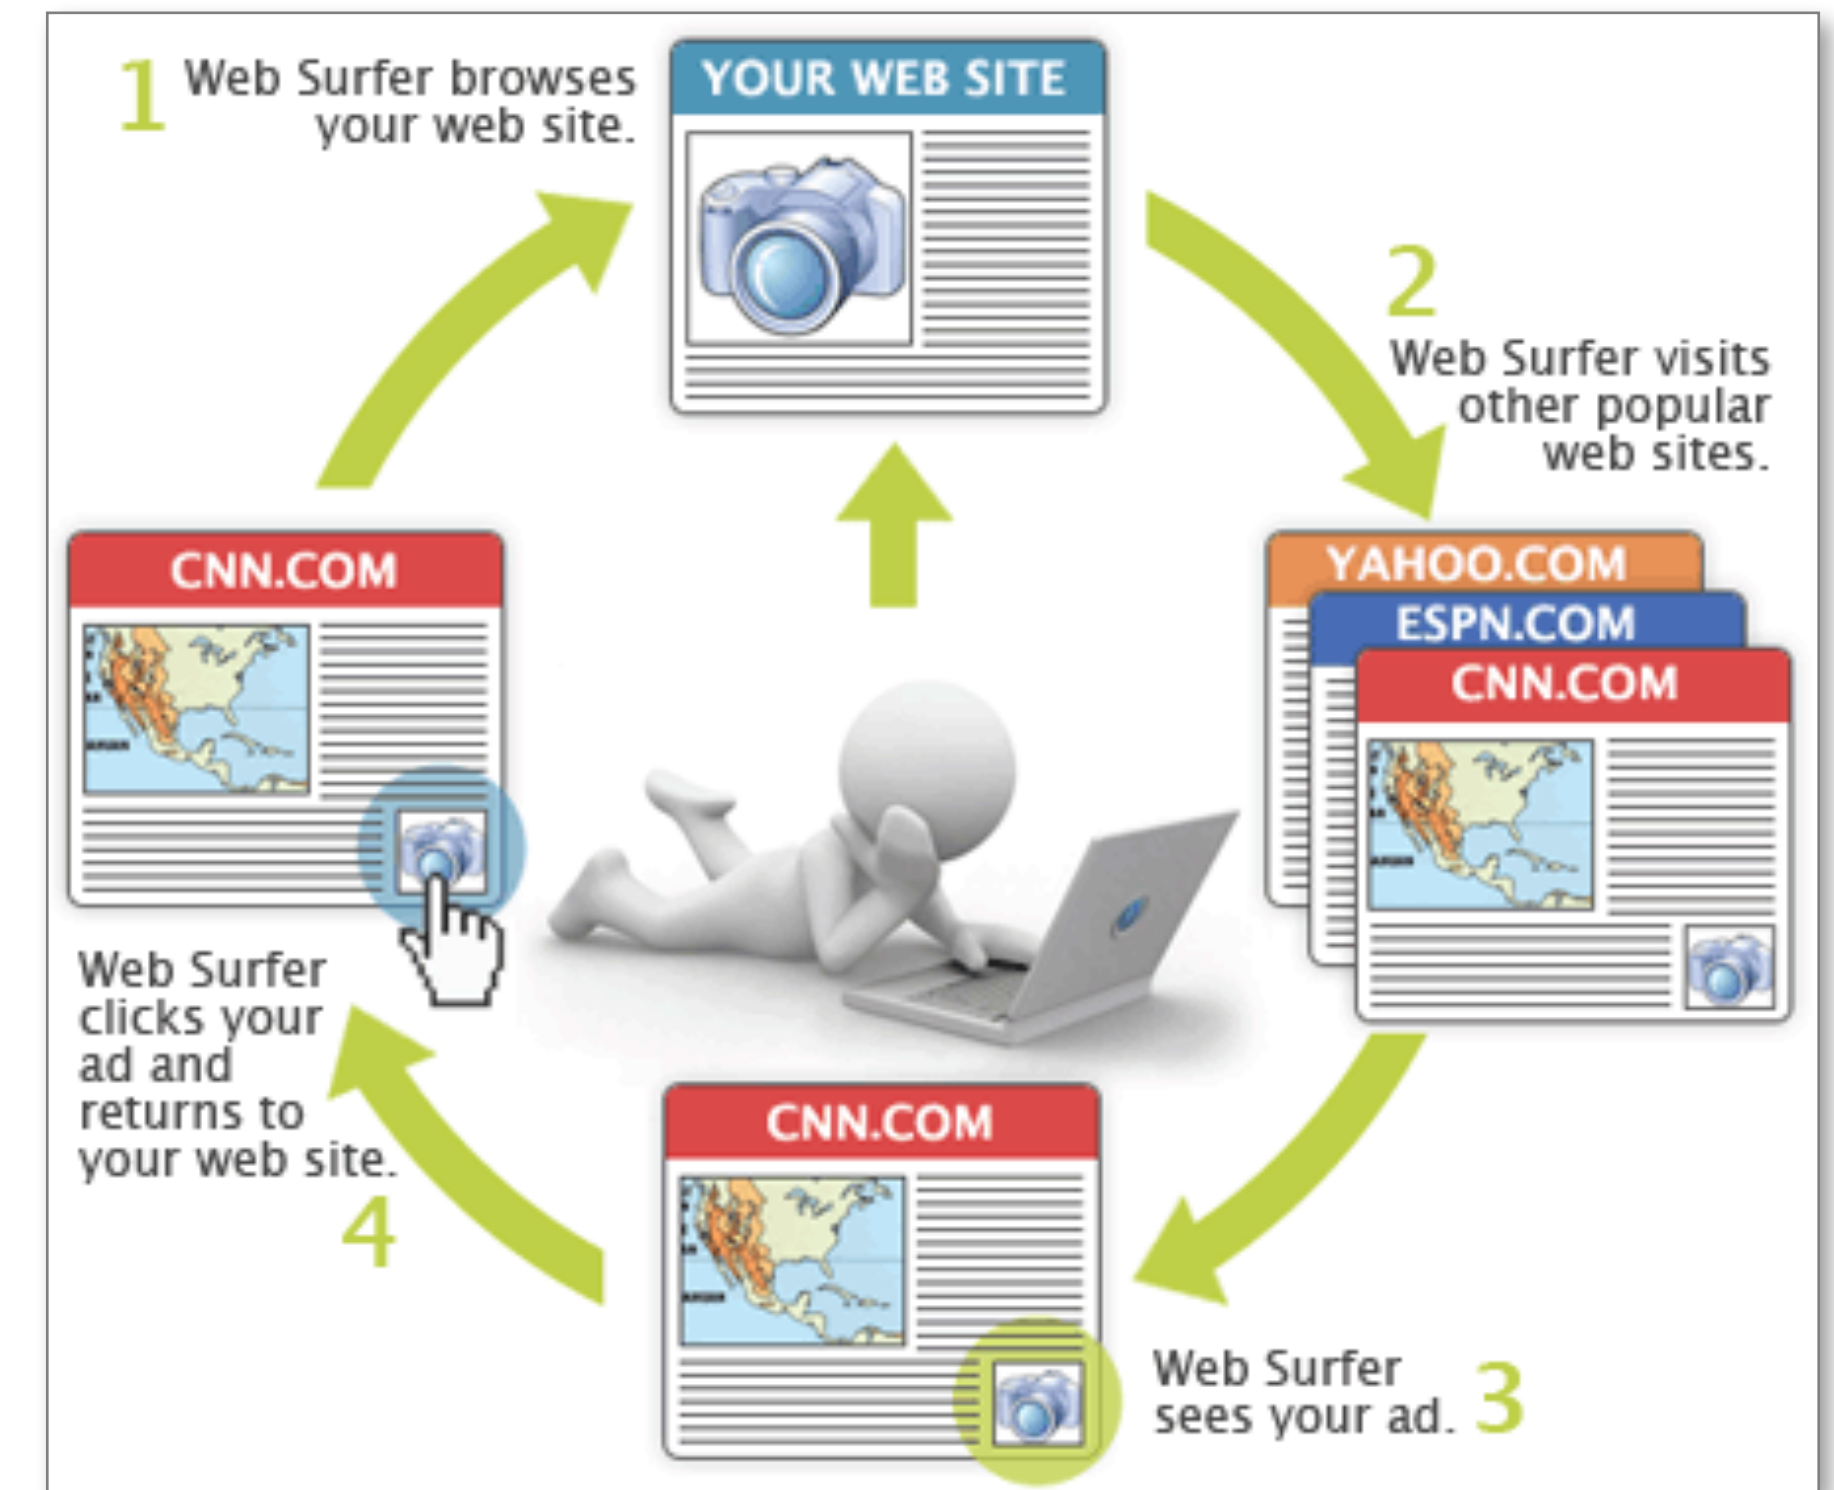 1
Web Surfer browses
your web site.
YOUR WEB SITE
2
Web Surfer visits
other popular
web sites.
YAHOO.COM
ESPN.COM
CNN.COM
3
Web Surfer
sees your ad.
CNN.COM
4
Web Surfer
clicks your
ad and
returns to
your web site.
CNN.COM